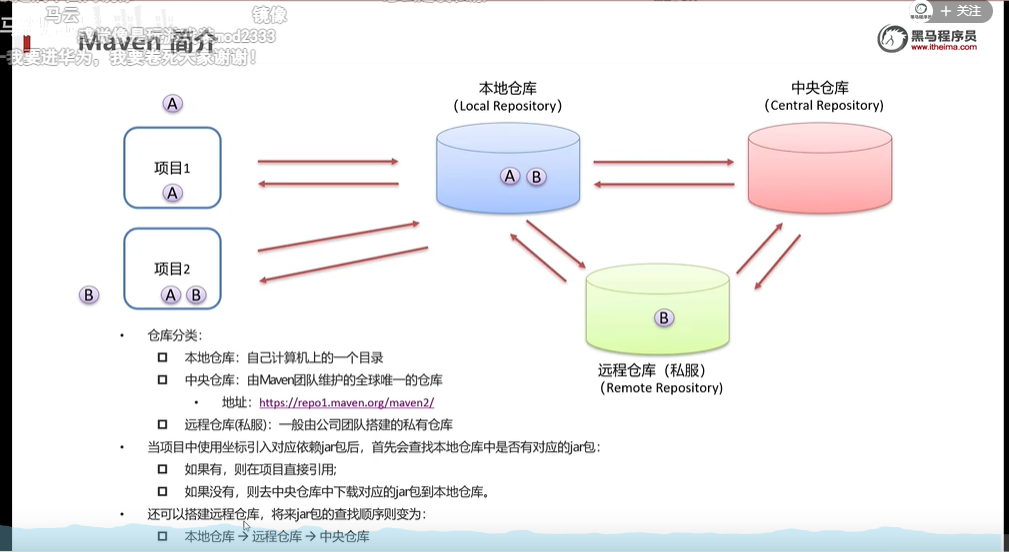 马云
镜像
+ 关注
Maven 简介
我要进华为，我要老死大家谢谢！
黑马程序员
www.itheima.com
本地仓库
（Local Repository）
中央仓库
（Central Repository）
A
项目1
A
A B
项目2
A B
B
B
远程仓库（私服）
（Remote Repository）
• 仓库分类：
本地仓库：自己计算机上的一个目录
中央仓库：由Maven团队维护的全球唯一的仓库
• 地址：https://repo1.maven.org/maven2/
远程仓库(私服)：一般由公司团队搭建的私有仓库
• 当项目中使用坐标引入对应依赖jar包后，首先会查找本地仓库中是否有对应的jar包：
如果有，则在项目直接引用;
如果没有，则去中央仓库中下载对应的jar包到本地仓库。
• 还可以搭建远程仓库，将来jar包的查找顺序则变为：
本地仓库 → 远程仓库 → 中央仓库